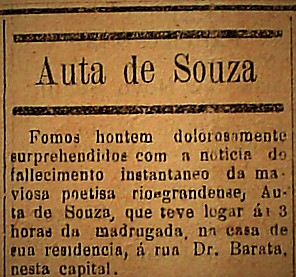 Auta de Souza
Fomos hontem dolorosamente
surprehendidos com a noticia do
fallecimento instantaneo da ma-
viosa poetisa rio-grandense, Au-
ta de Souza, que teve logar ás 3
horas da madrugada, na casa de
sua residencia, á rua Dr. Barata,
nesta capital.